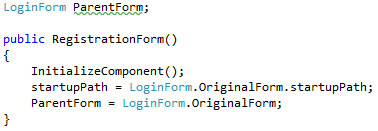 LoginForm ParentForm;
public RegistrationForm()
{
InitializeComponent();
startupPath = LoginForm.OriginalForm.startupPath;
ParentForm = LoginForm.OriginalForm;
}